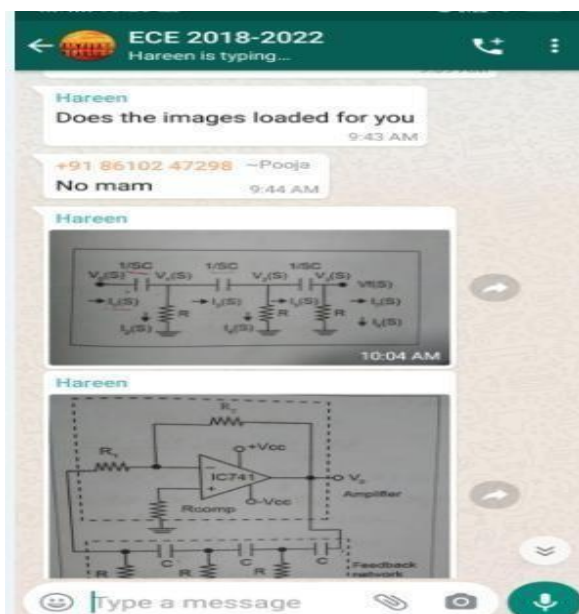 ECE 2018-2022
Hareen is typing...
Hareen
Does the images loaded for you
9:43 AM
+91 86102 47298 ~Pooja
No mam
9:44 AM
Hareen
1/SC 1/SC 1/SC
Vf(S)
R R R
10:04 AM
Hareen
R₁
+Vcc
IC741
-Vcc
Rcomp
Amplifier
C C C
R R R
Feedback
network
Type a message